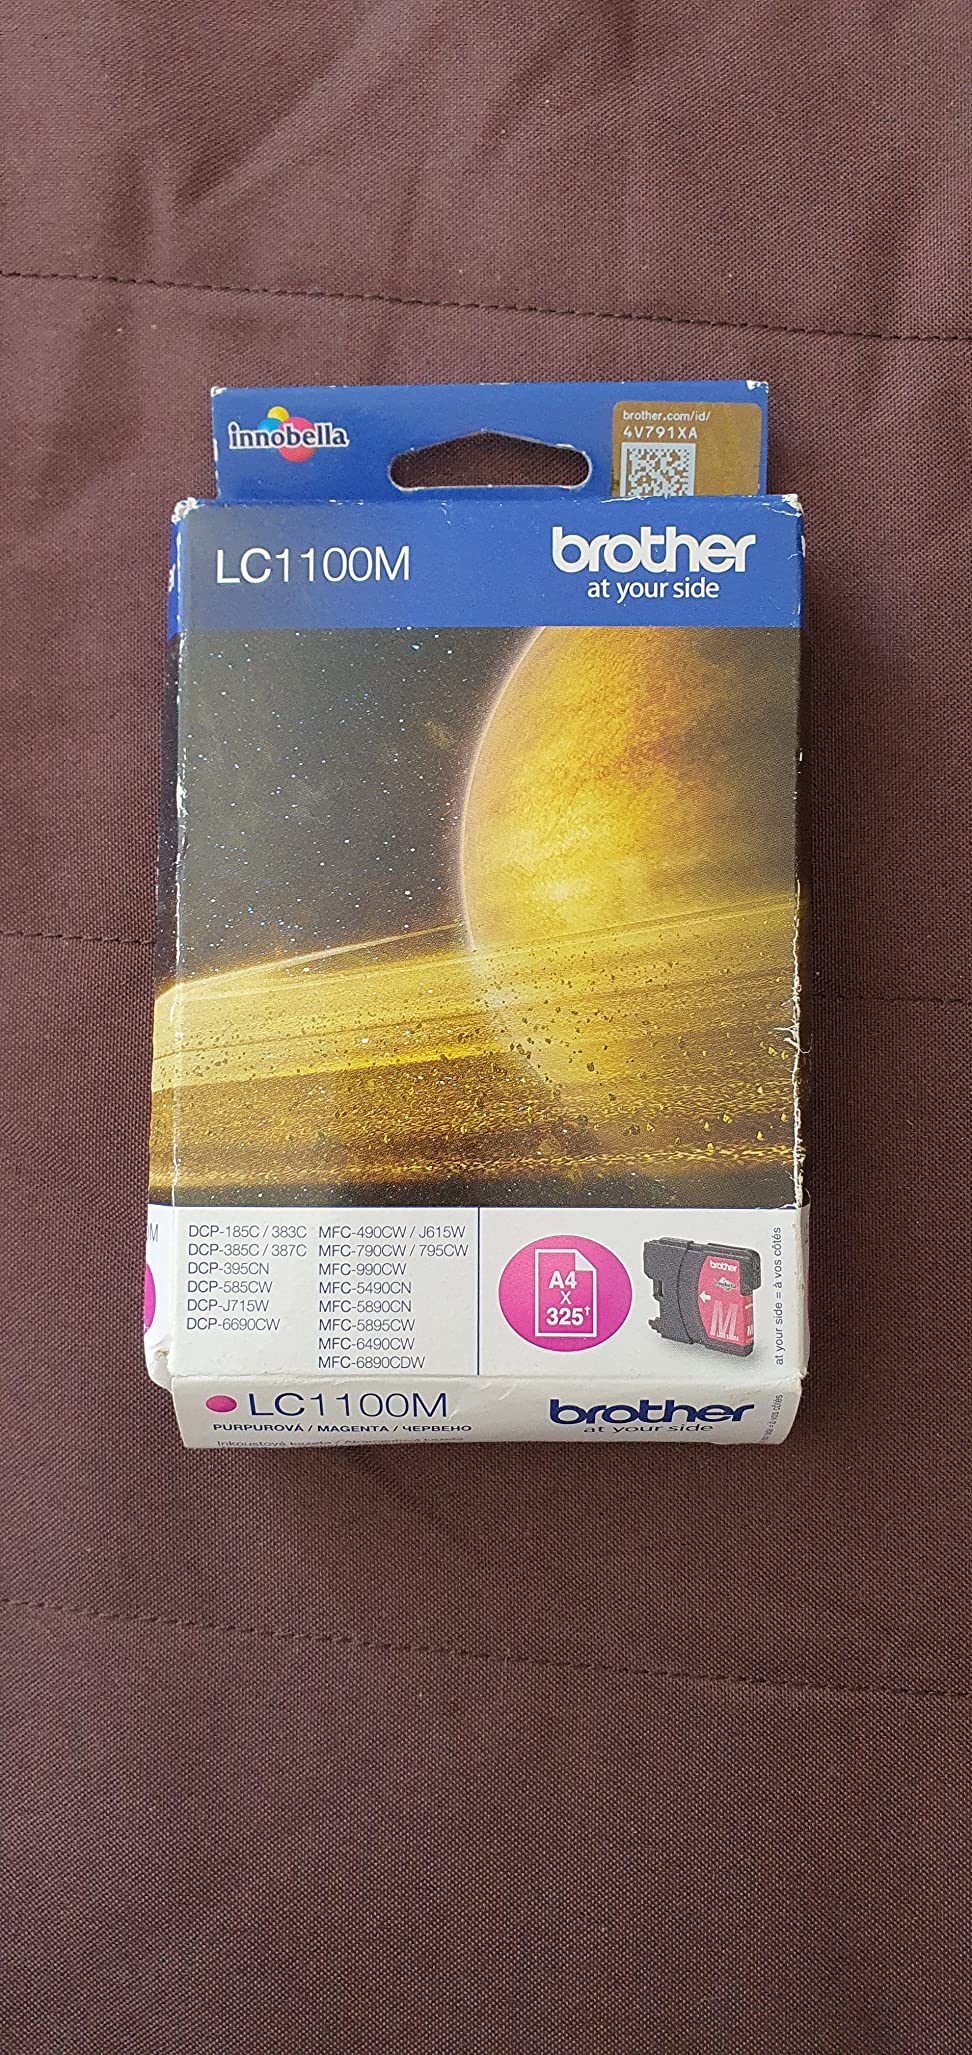 innobella
brother.com/id/
4V791XA
LC1100M
brother
at your side
DCP-185C / 383C
DCP-385C / 387C
DCP-395CN
DCP-585CW
DCP-J715W
DCP-6690CW
MFC-490CW / J615W
MFC-790CW / 795CW
MFC-990CW
MFC-5490CN
MFC-5890CN
MFC-5895CW
MFC-6490CW
MFC-6890CDW
A4
X
325†
brother
innobella
M
at your side = à vos côtés
LC1100M
PURPUROVÁ / MAGENTA / ЧЕРВЕНО
brother
at your side